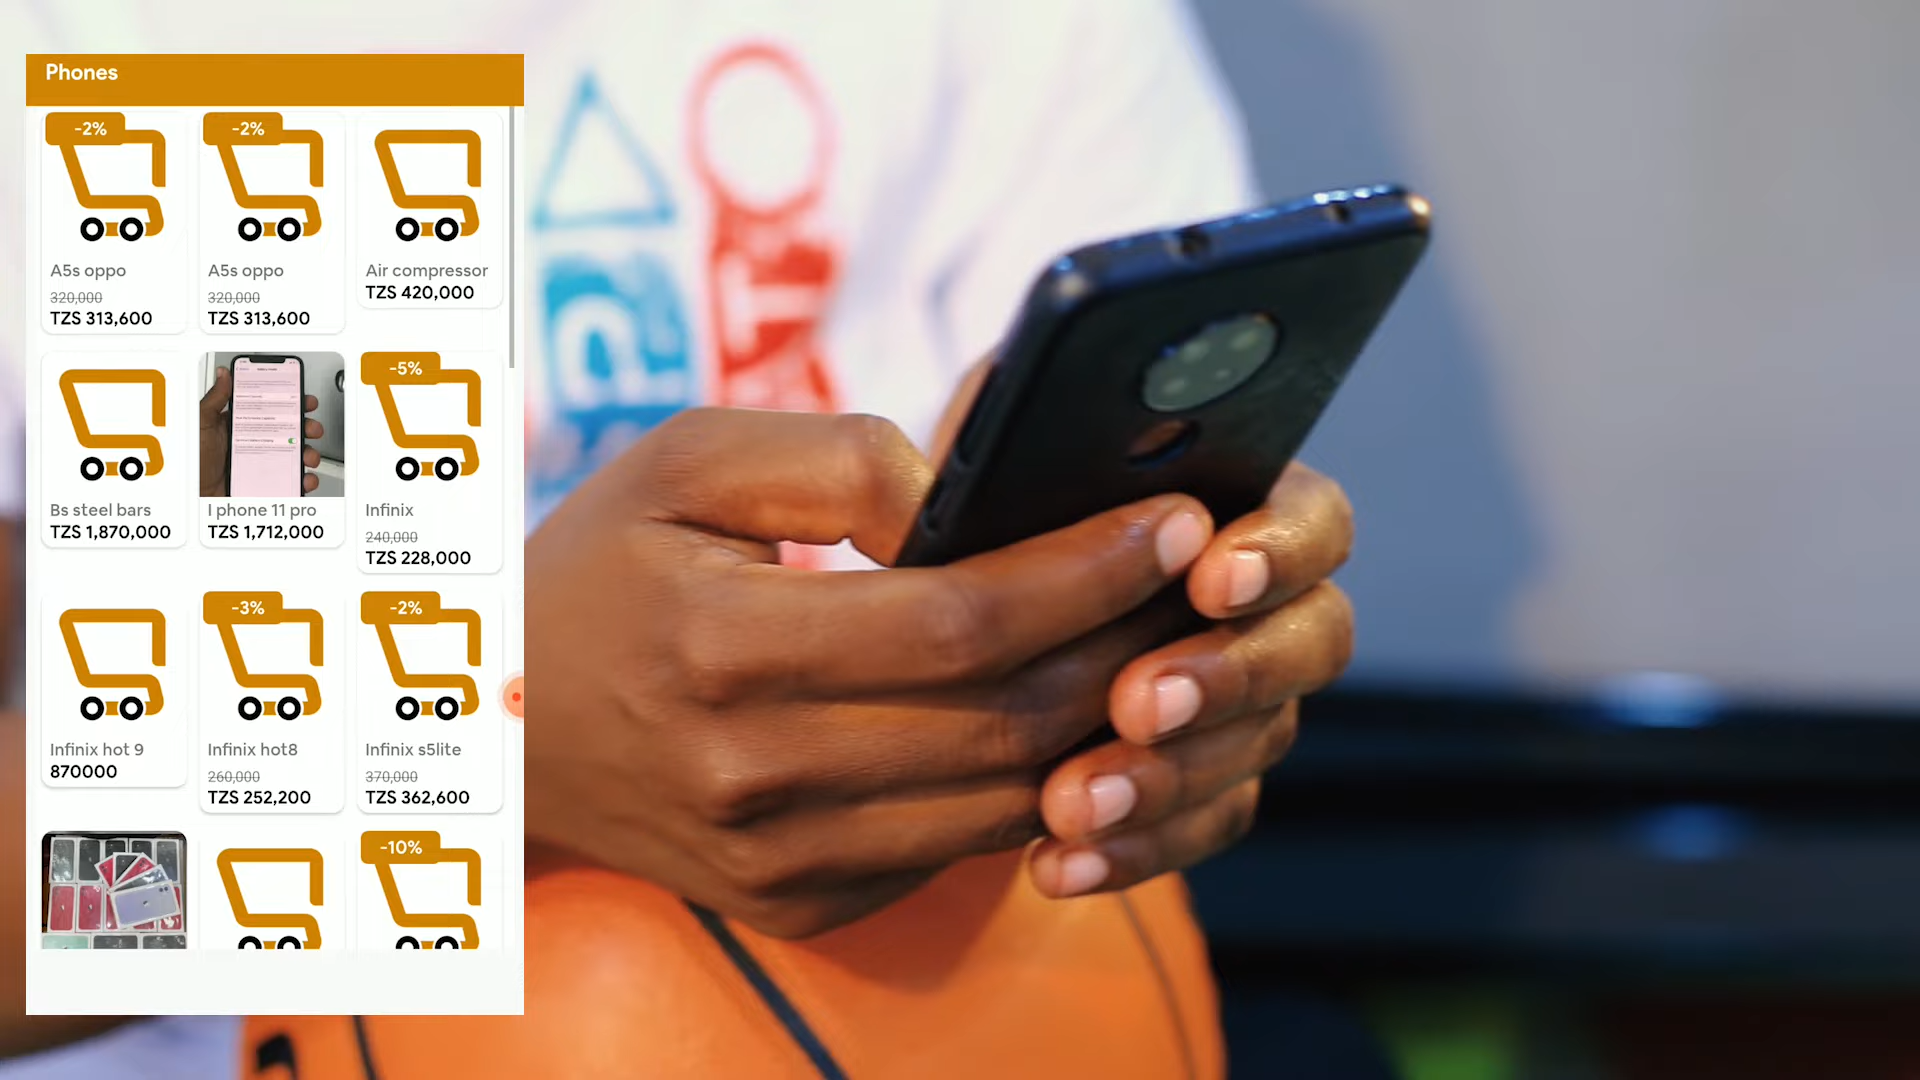 Phones
-2%
-2%
A5s oppo
320,000
TZS 313,600
A5s oppo
320,000
TZS 313,600
Air compressor
TZS 420,000
-5%
Bs steel bars
TZS 1,870,000
I phone 11 pro
TZS 1,712,000
Infinix
240,000
TZS 228,000
-3%
-2%
Infinix hot 9
870000
Infinix hot8
260,000
TZS 252,200
Infinix s5lite
370,000
TZS 362,600
-10%